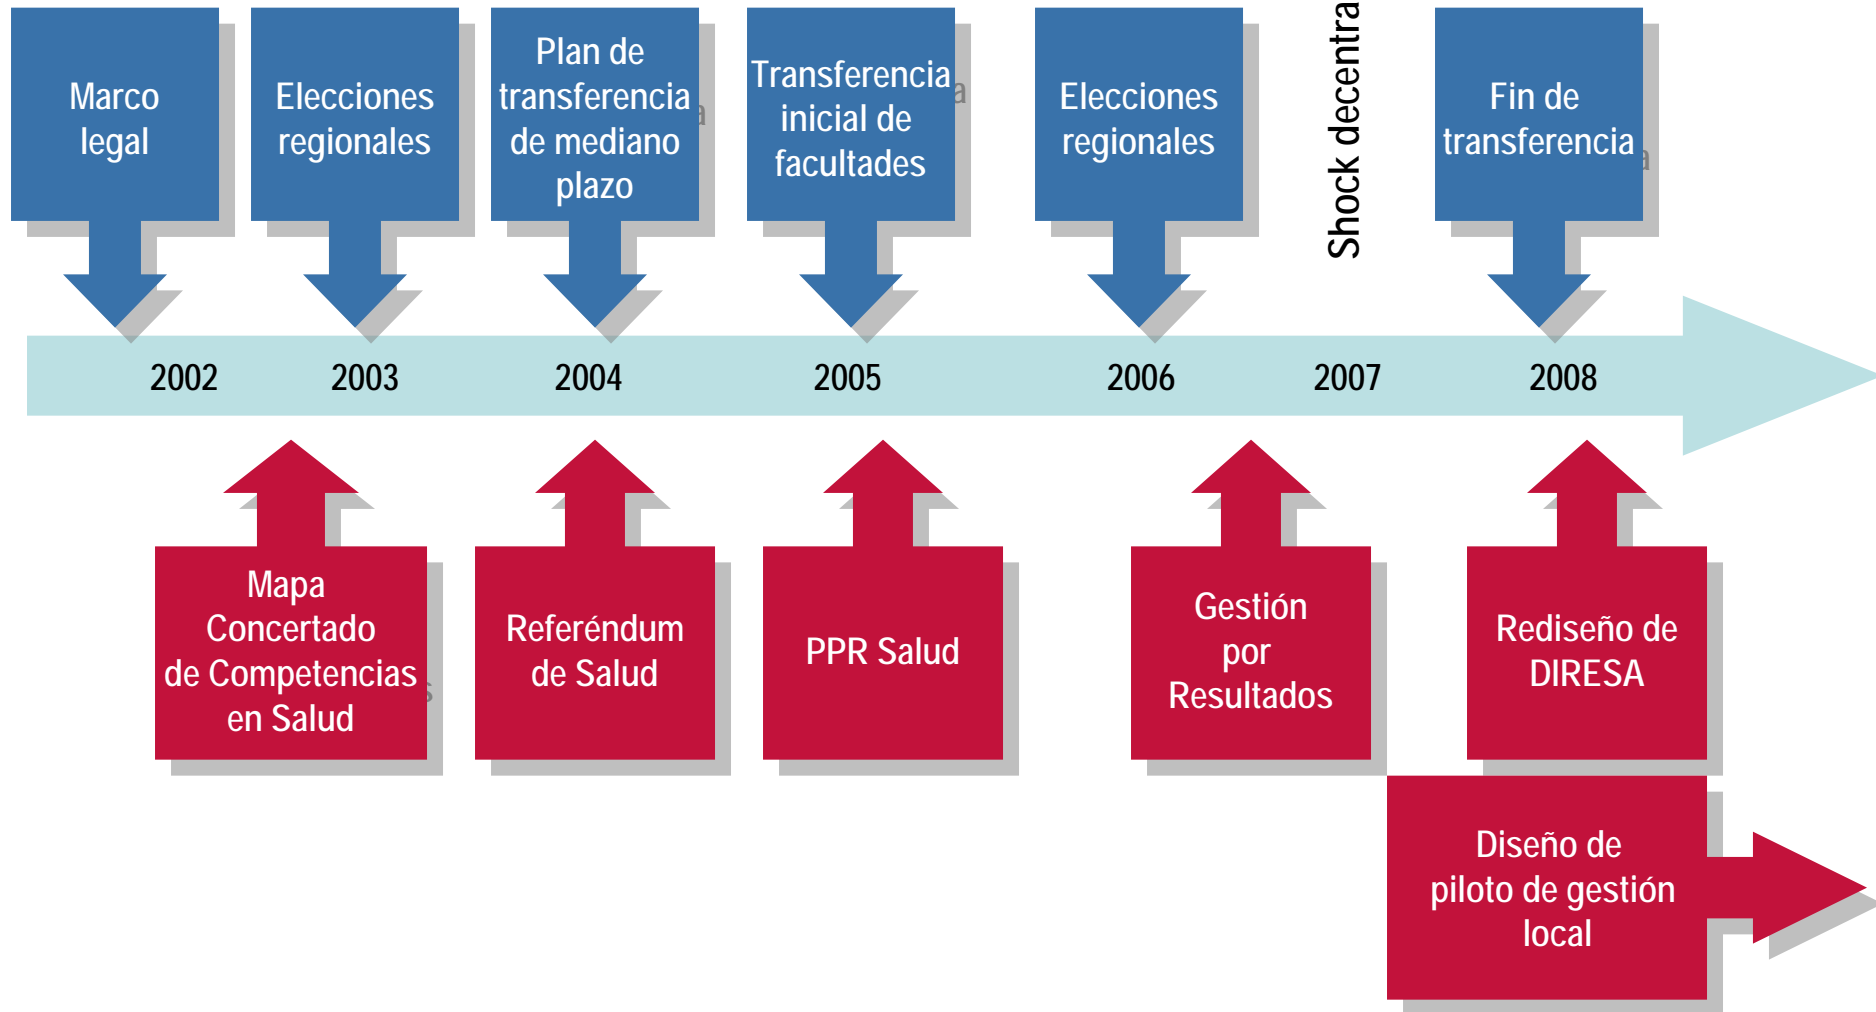 Marco
legal
Elecciones
regionales
Plan de
transferencia
de mediano
plazo
Transferencia
inicial de
facultades
Elecciones
regionales
Shock decentra
Fin de
transferencia
2002
2003
2004
2005
2006
2007
2008
Mapa
Concertado
de Competencias
en Salud
Referéndum
de Salud
PPR Salud
Gestión
por
Resultados
Rediseño de
DIRESA
Diseño de
piloto de gestión
local